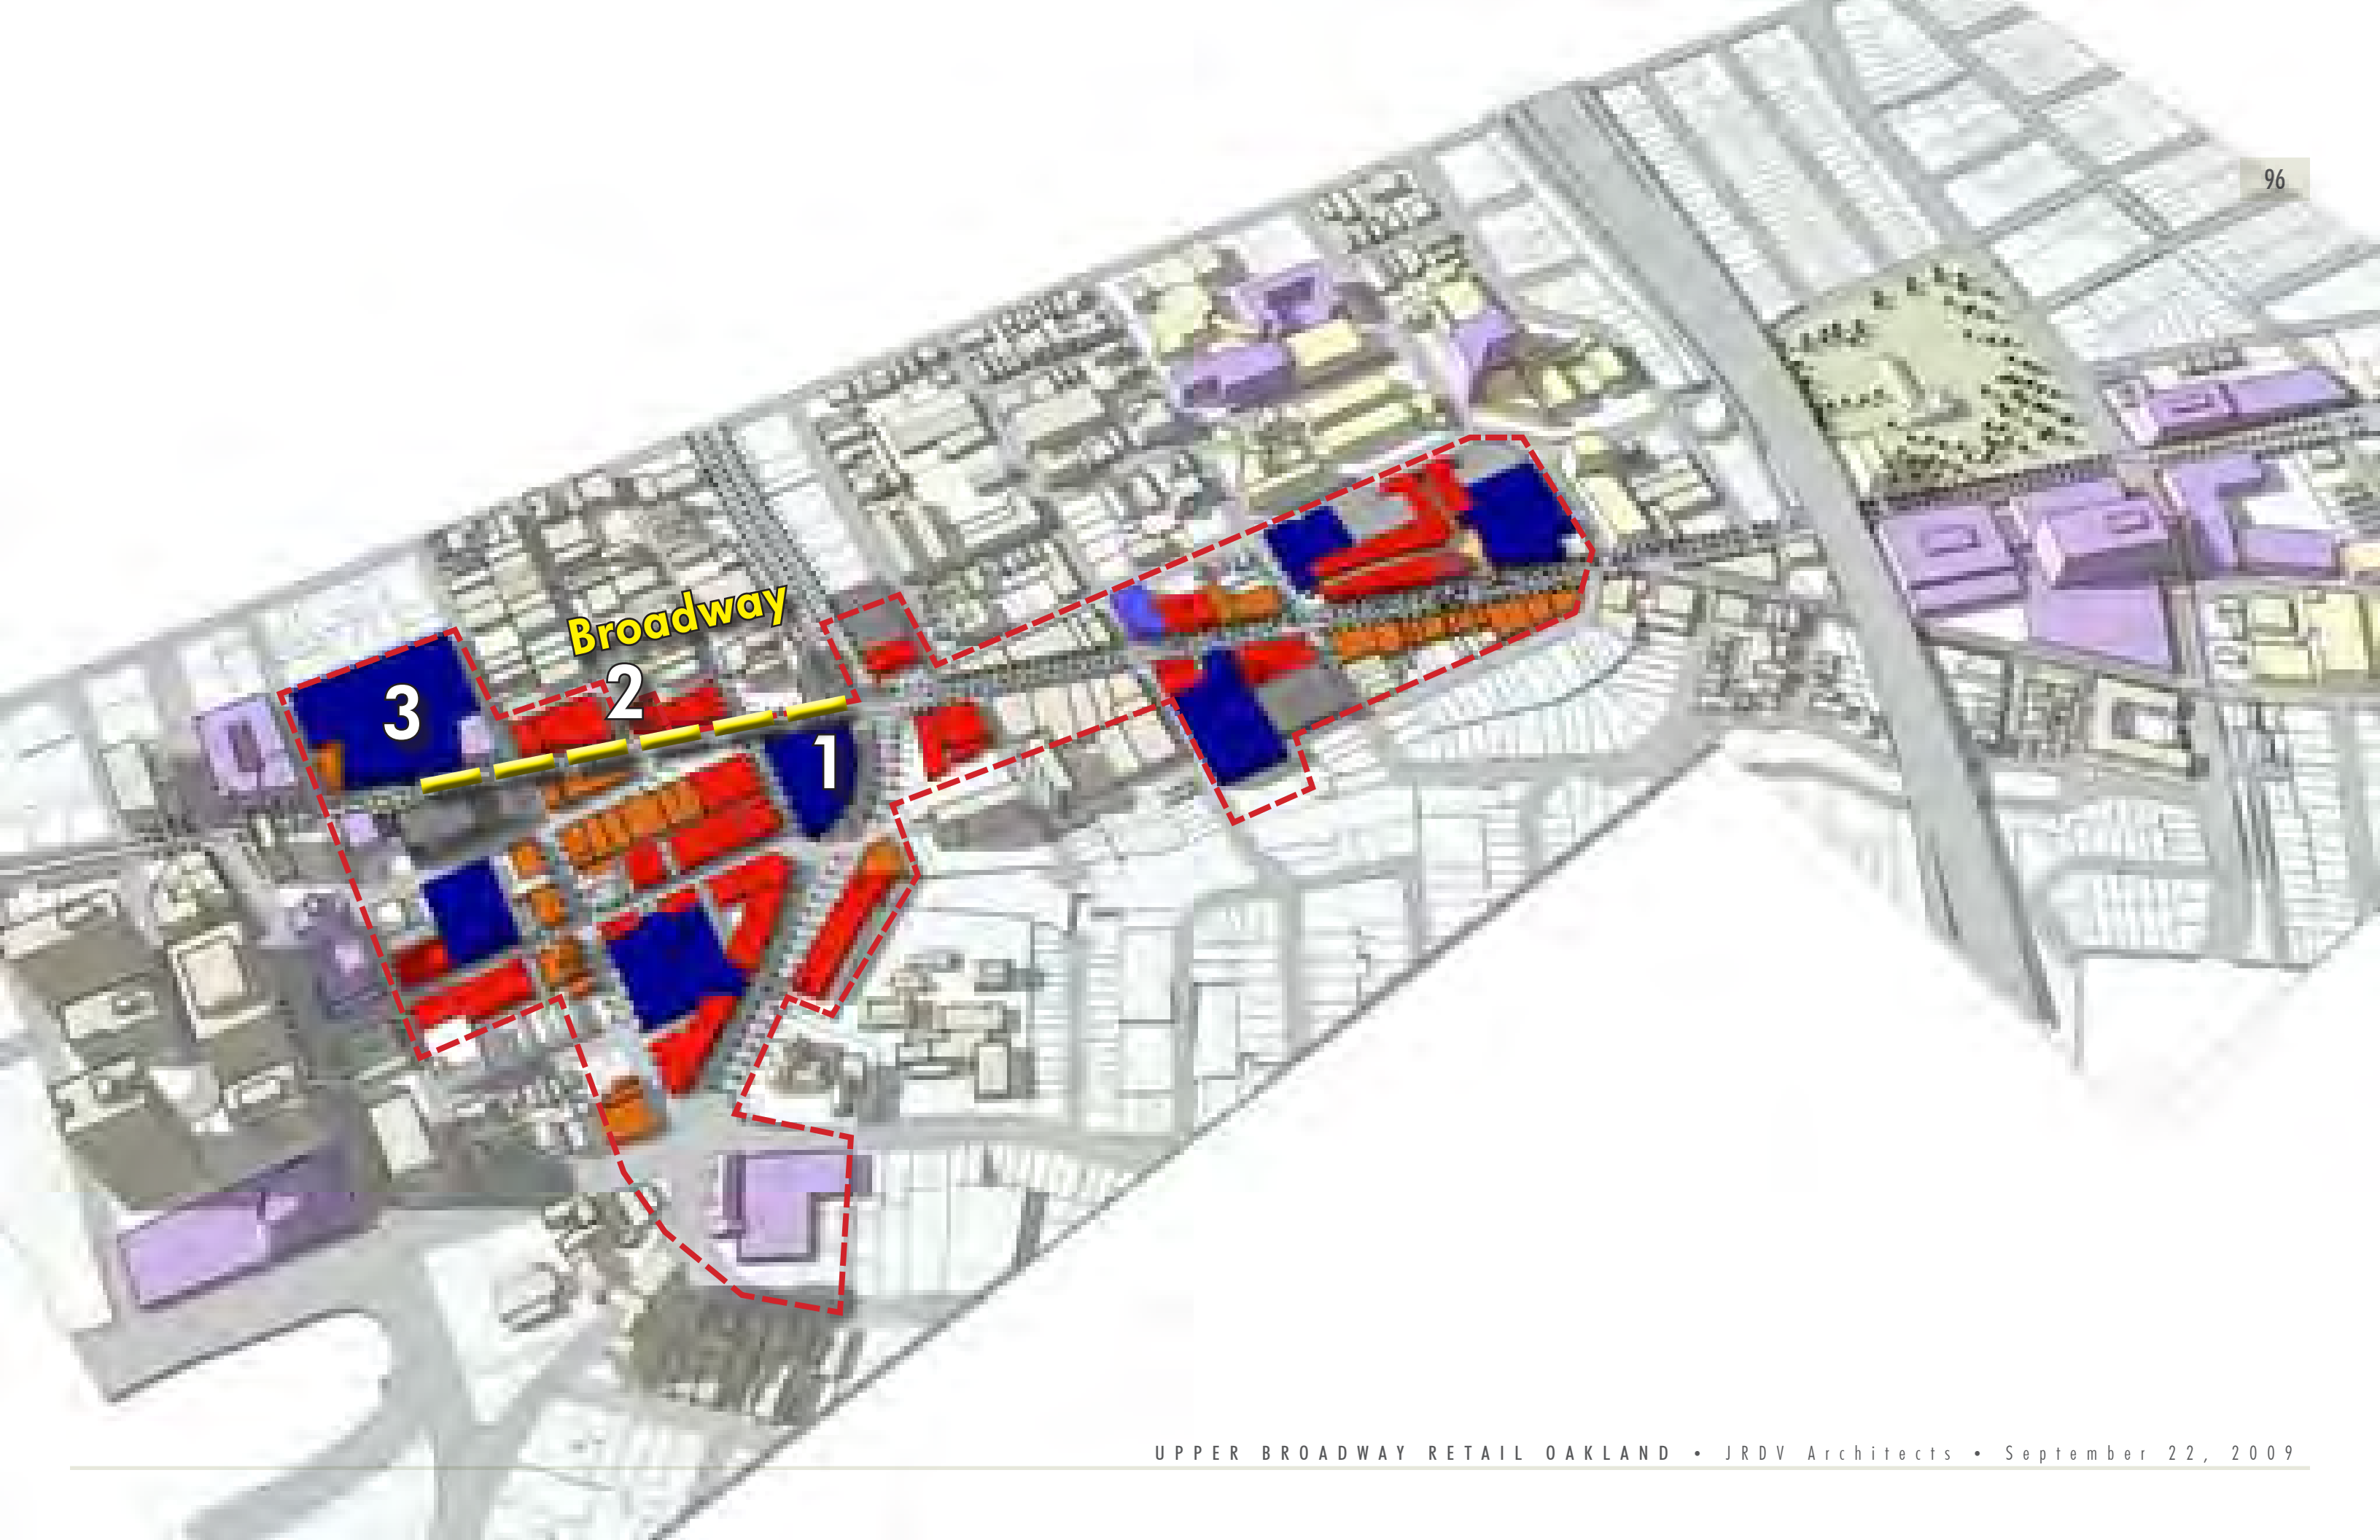 96
Broadway
2
3
1
UPPER BROADWAY RETAIL OAKLAND • JRDV Architects • September 22, 2009